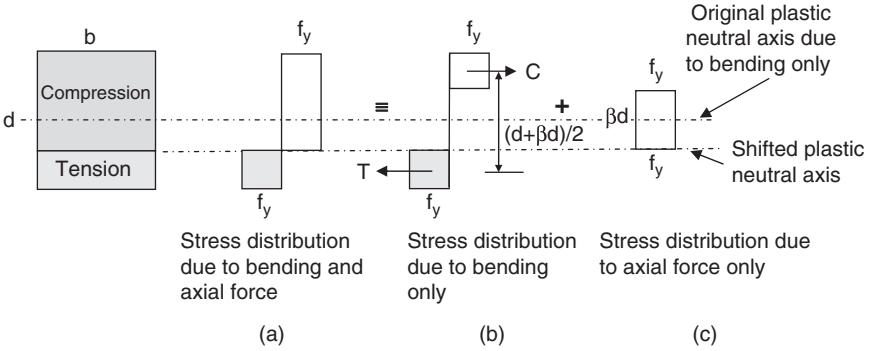 b
d
Compression
Tension
f_y
f_y
≡
f_y
C
T
(d+βd)/2
f_y
+
f_y
βd
f_y
Original plastic
neutral axis due
to bending only
Shifted plastic
neutral axis
Stress distribution
due to bending and
axial force
(a)
Stress distribution
due to bending
only
(b)
Stress distribution due
to axial force only
(c)